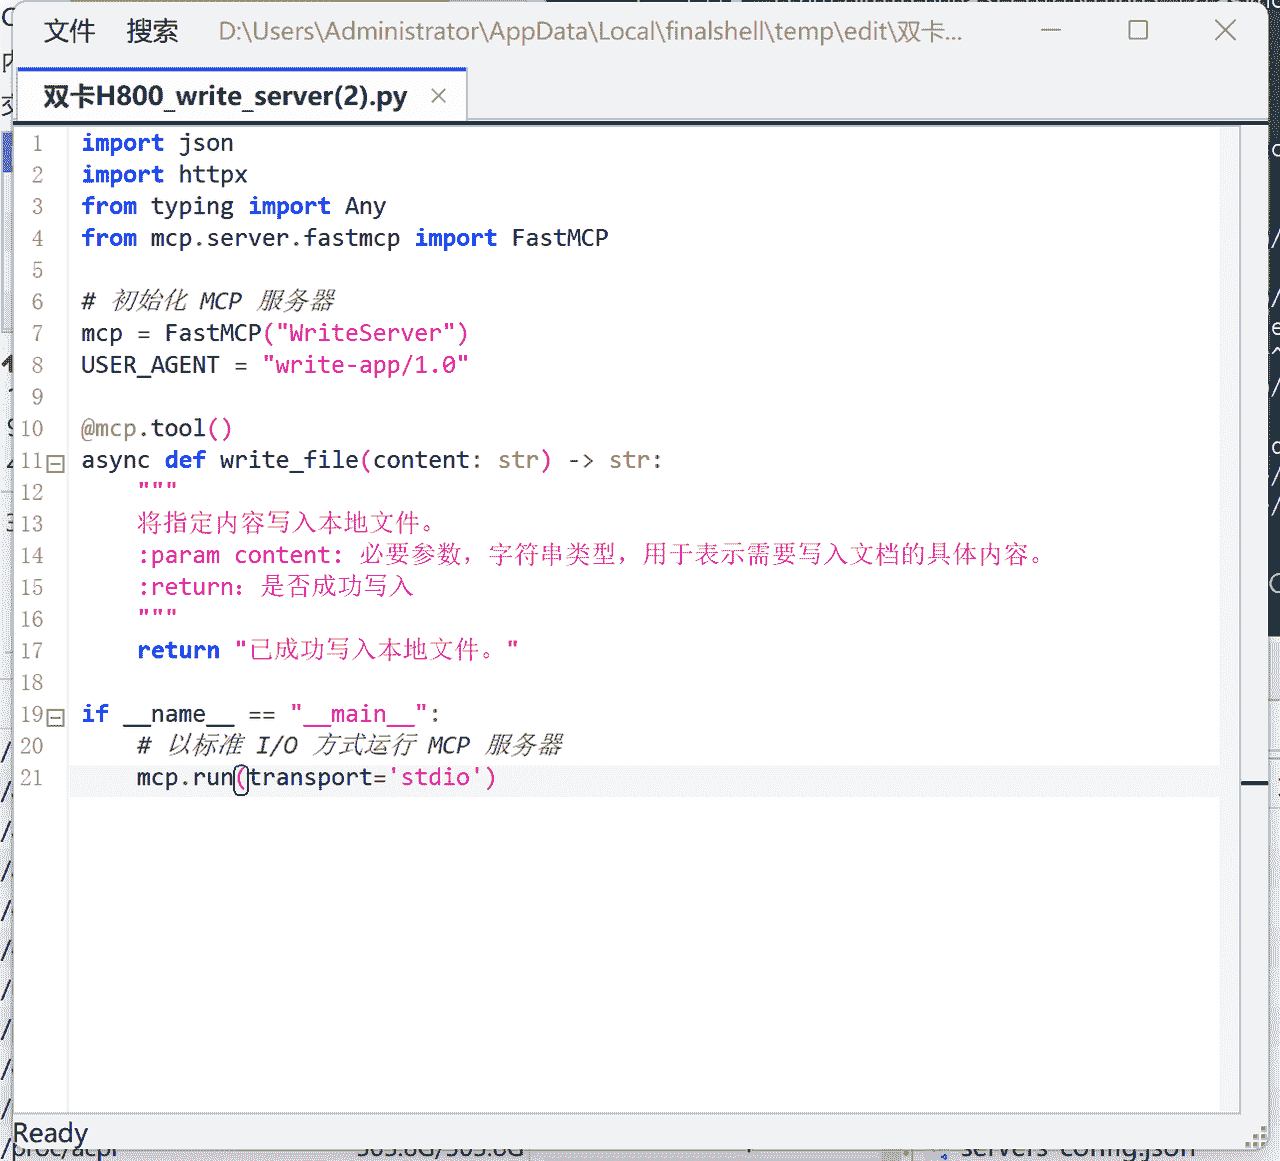 文件 搜索 D:\Users\Administrator\AppData\Local\finalshell\temp\edit\双卡...
双卡H800_write_server(2).py
1 import json
2 import httpx
3 from typing import Any
4 from mcp.server.fastmcp import FastMCP
5
6 # 初始化 MCP 服务器
7 mcp = FastMCP("WriteServer")
8 USER_AGENT = "write-app/1.0"
9
10 @mcp.tool()
11 async def write_file(content: str) -> str:
12 """
13 将指定内容写入本地文件。
14 :param content: 必要参数，字符串类型，用于表示需要写入文档的具体内容。
15 :return：是否成功写入
16 """
17 return "已成功写入本地文件。"
18
19 if __name__ == "__main__":
20 # 以标准 I/O 方式运行 MCP 服务器
21 mcp.run(transport='stdio')
Ready